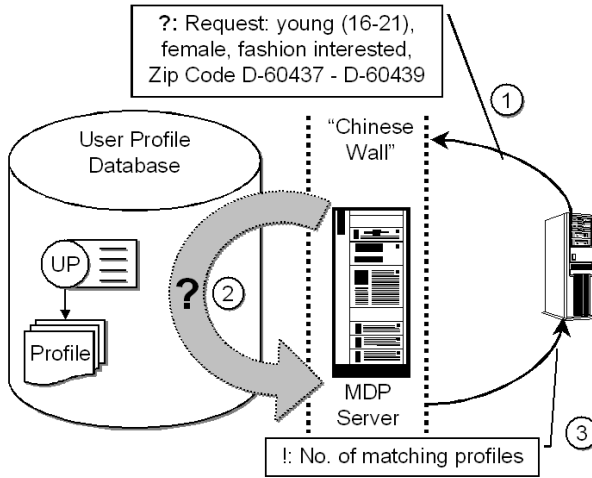 ?: Request: young (16-21),
female, fashion interested,
Zip Code D-60437 - D-60439
1
User Profile
Database
"Chinese
Wall"
UP
?
2
Profile
MDP
Server
3
!: No. of matching profiles